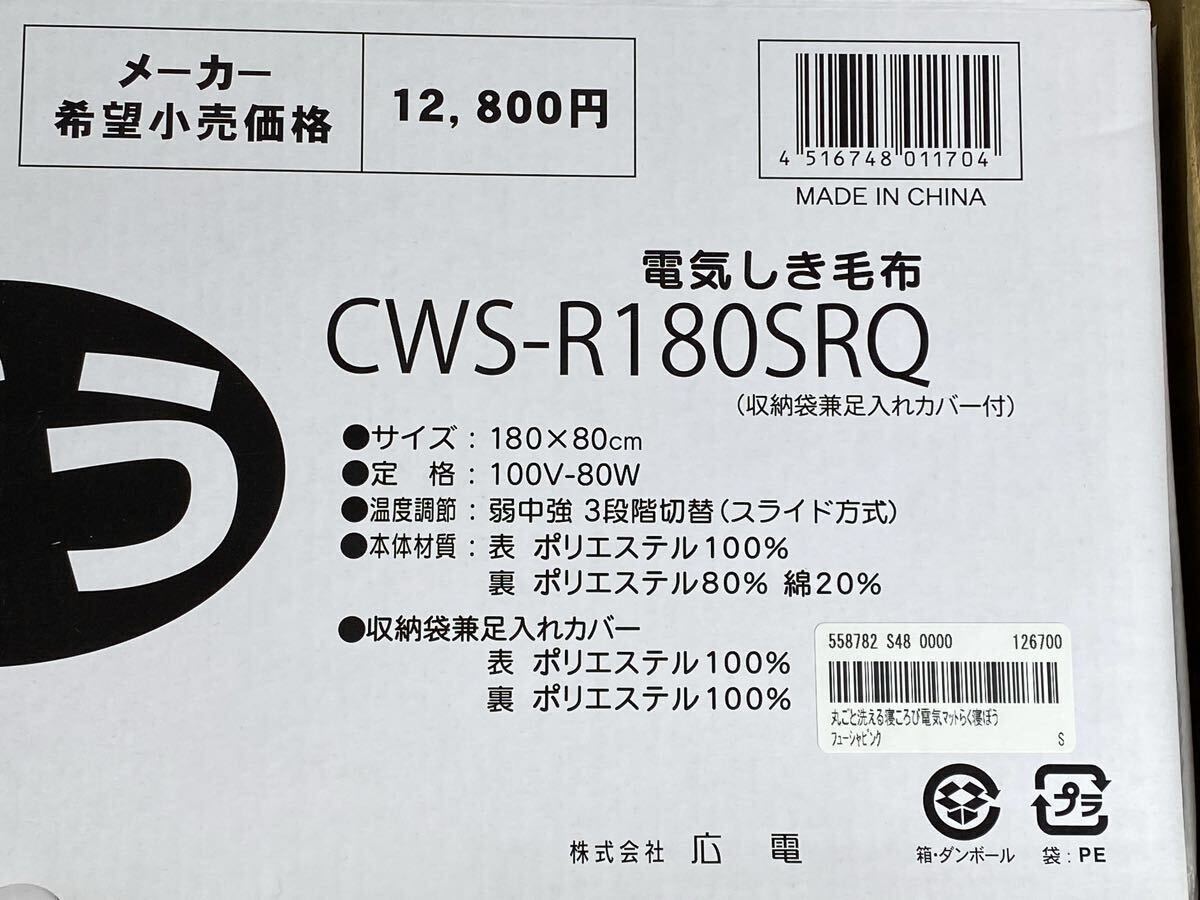 メーカー
希望小売価格
12,800円
4 516748 011704
MADE IN CHINA
電気しき毛布
CWS-R180SRQ
(収納袋兼足入れカバー付)
●サイズ：180×80cm
●定　格：100V-80W
●温度調節：弱中強 3段階切替(スライド方式)
●本体材質：表 ポリエステル100%
裏 ポリエステル80% 綿20%
●収納袋兼足入れカバー
表 ポリエステル100%
裏 ポリエステル100%
う
558782 S48 0000 126700
丸ごと洗える寝ころび電気マットらく寝ぼう
フューシャピンク S
プラ
箱・ダンボール 袋：PE
株式会社 広電